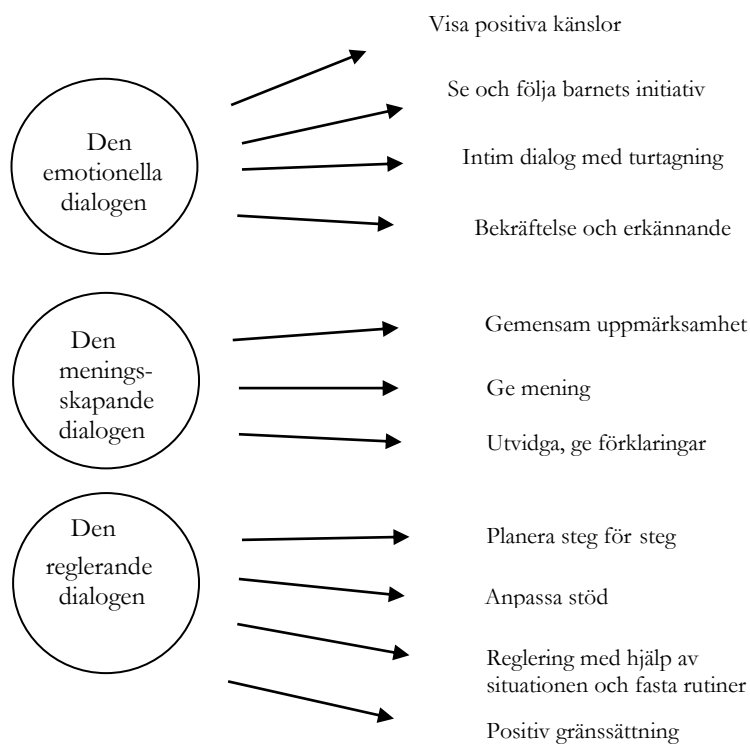 Den
emotionella
dialogen
Visa positiva känslor
Se och följa barnets initiativ
Intim dialog med turtagning
Bekräftelse och erkännande
Den
menings-
skapande
dialogen
Gemensam uppmärksamhet
Ge mening
Utvidga, ge förklaringar
Den
reglerande
dialogen
Planera steg för steg
Anpassa stöd
Reglering med hjälp av
situationen och fasta rutiner
Positiv gränssättning